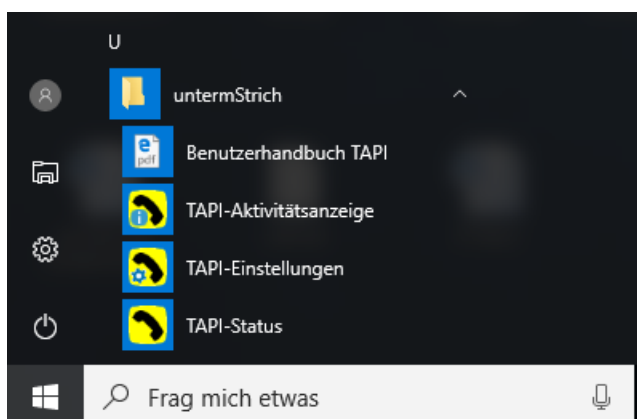 U
untermStrich
Benutzerhandbuch TAPI
TAPI-Aktivitätsanzeige
TAPI-Einstellungen
TAPI-Status
Frag mich etwas